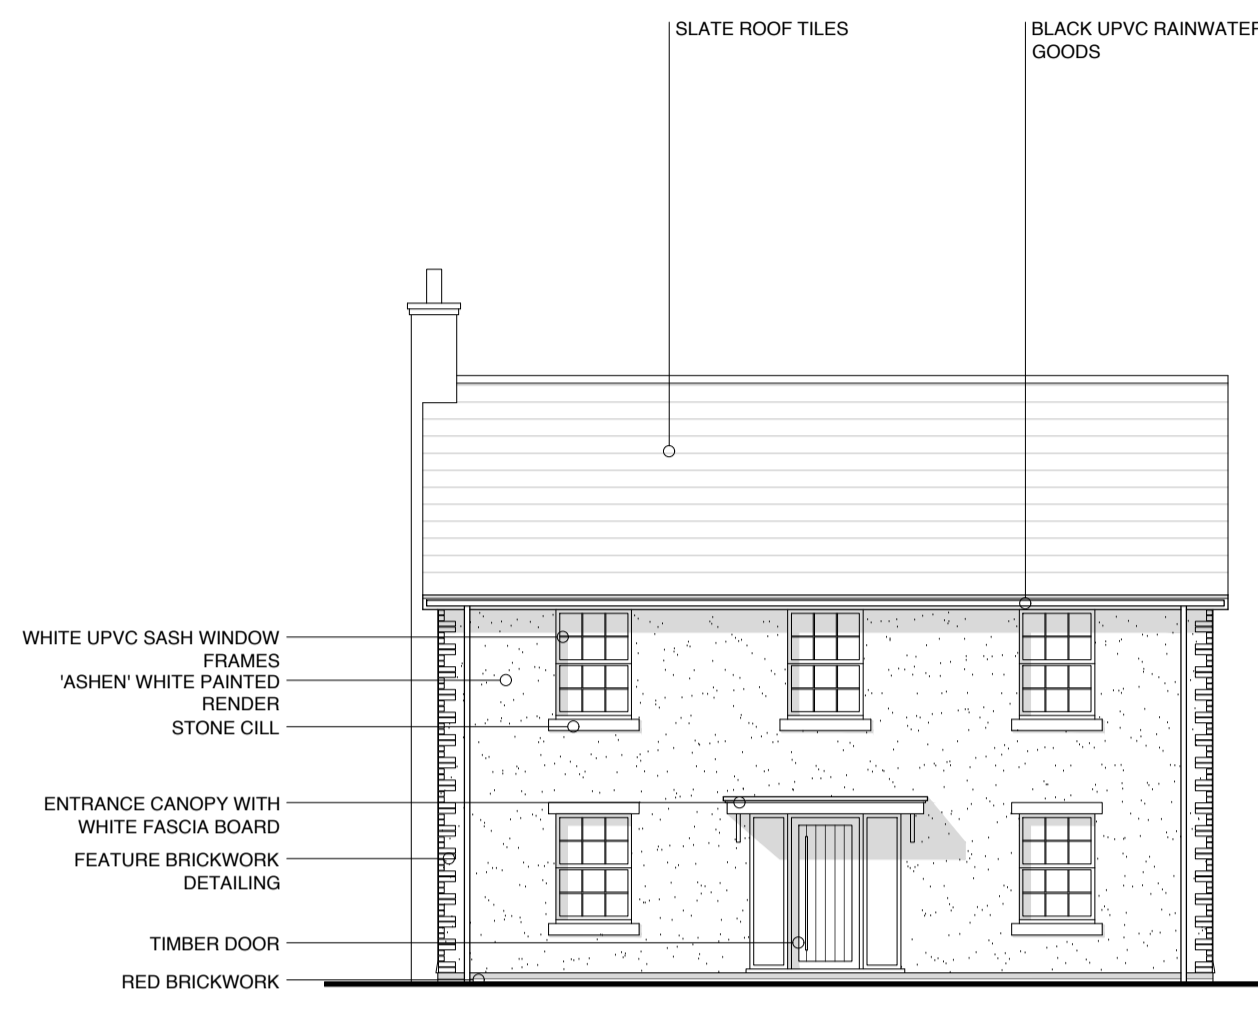 SLATE ROOF TILES
BLACK UPVC RAINWATER
GOODS
WHITE UPVC SASH WINDOW
FRAMES
'ASHEN' WHITE PAINTED
RENDER
STONE CILL
ENTRANCE CANOPY WITH
WHITE FASCIA BOARD
FEATURE BRICKWORK
DETAILING
TIMBER DOOR
RED BRICKWORK